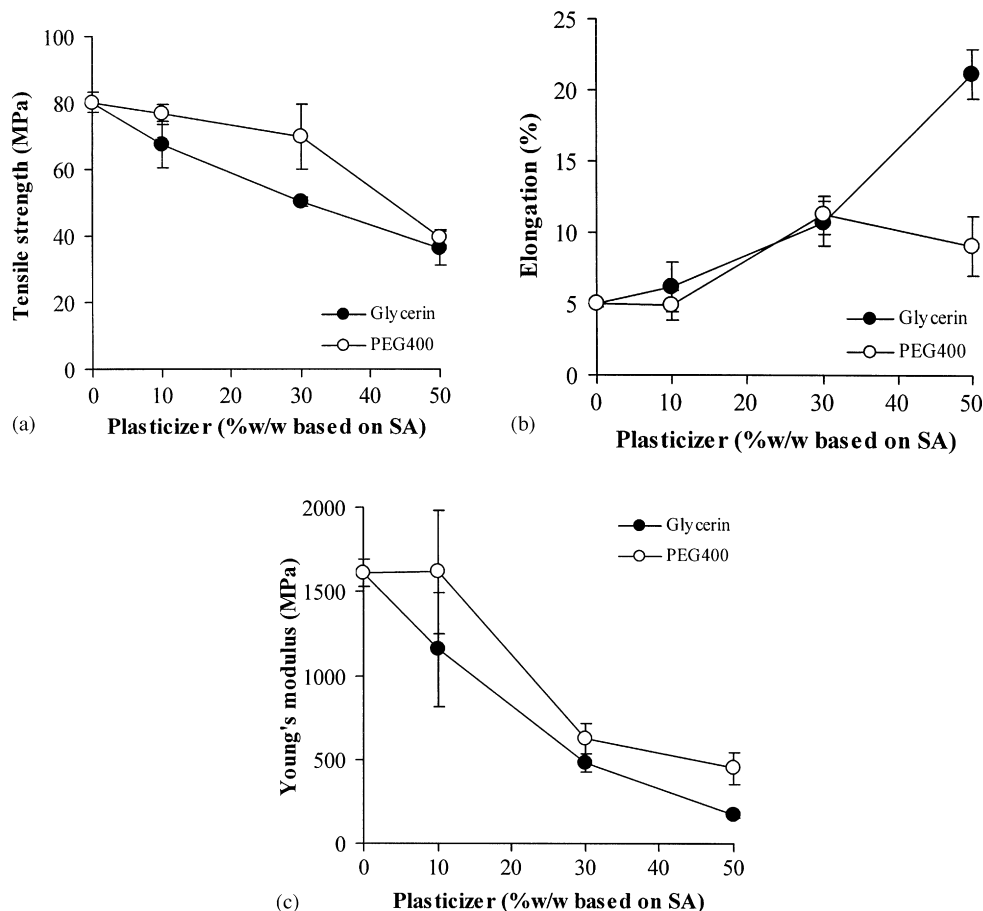 100
80
60
40
20
0
Tensile strength (MPa)
Glycerin
PEG400
0 10 20 30 40 50
(a)
Plasticizer (%w/w based on SA)
25
20
15
10
5
0
Elongation (%)
Glycerin
PEG400
0 10 20 30 40 50
(b)
Plasticizer (%w/w based on SA)
2000
1500
1000
500
0
Young's modulus (MPa)
Glycerin
PEG400
0 10 20 30 40 50
(c)
Plasticizer (%w/w based on SA)